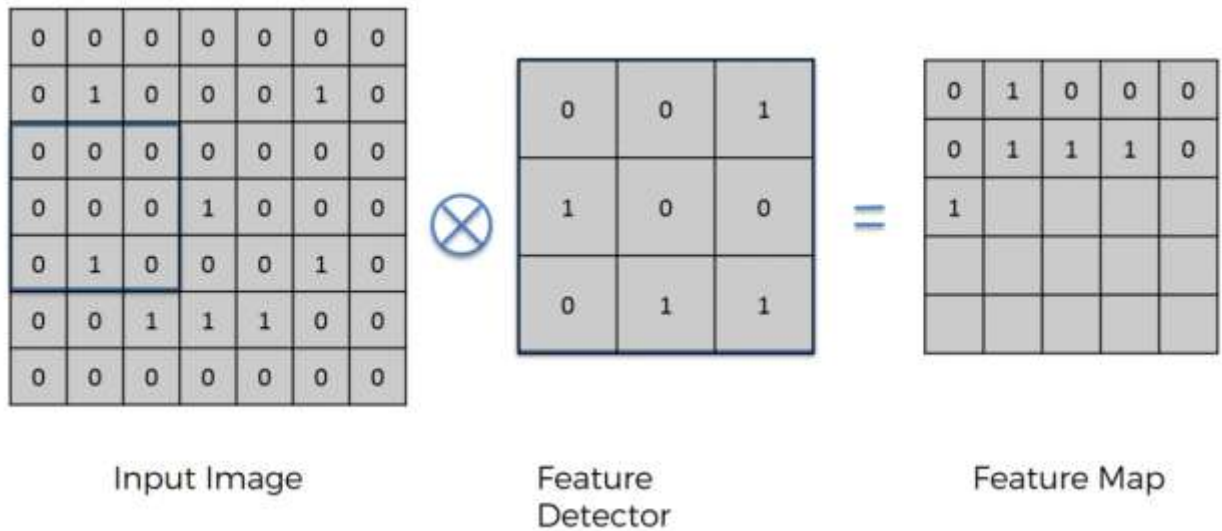 0 0 0 0 0 0 0
0 1 0 0 0 1 0
0 0 0 0 0 0 0
0 0 0 1 0 0 0
0 1 0 0 0 1 0
0 0 1 1 1 0 0
0 0 0 0 0 0 0
Input Image
0 0 1
1 0 0
0 1 1
Feature
Detector
=
0 1 0 0 0
0 1 1 1 0
1
Feature Map